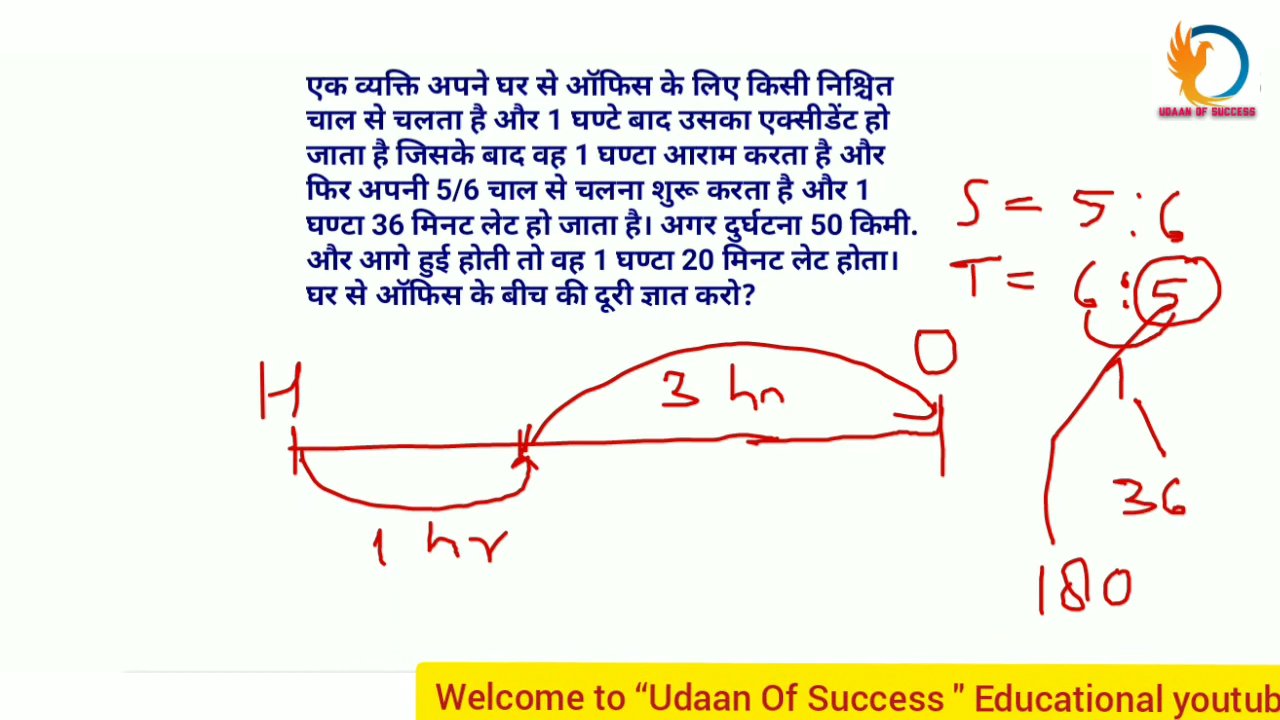 UDAAN OF SUCCESS
एक व्यक्ति अपने घर से ऑफिस के लिए किसी निश्चित
चाल से चलता है और 1 घण्टे बाद उसका एक्सीडेंट हो
जाता है जिसके बाद वह 1 घण्टा आराम करता है और
फिर अपनी 5/6 चाल से चलना शुरू करता है और 1
घण्टा 36 मिनट लेट हो जाता है। अगर दुर्घटना 50 किमी.
और आगे हुई होती तो वह 1 घण्टा 20 मिनट लेट होता।
घर से ऑफिस के बीच की दूरी ज्ञात करो?
S = 5 : 6
T = 6 : 5
1
36
180
H
O
3 hr
1 hr
Welcome to “Udaan Of Success " Educational youtub